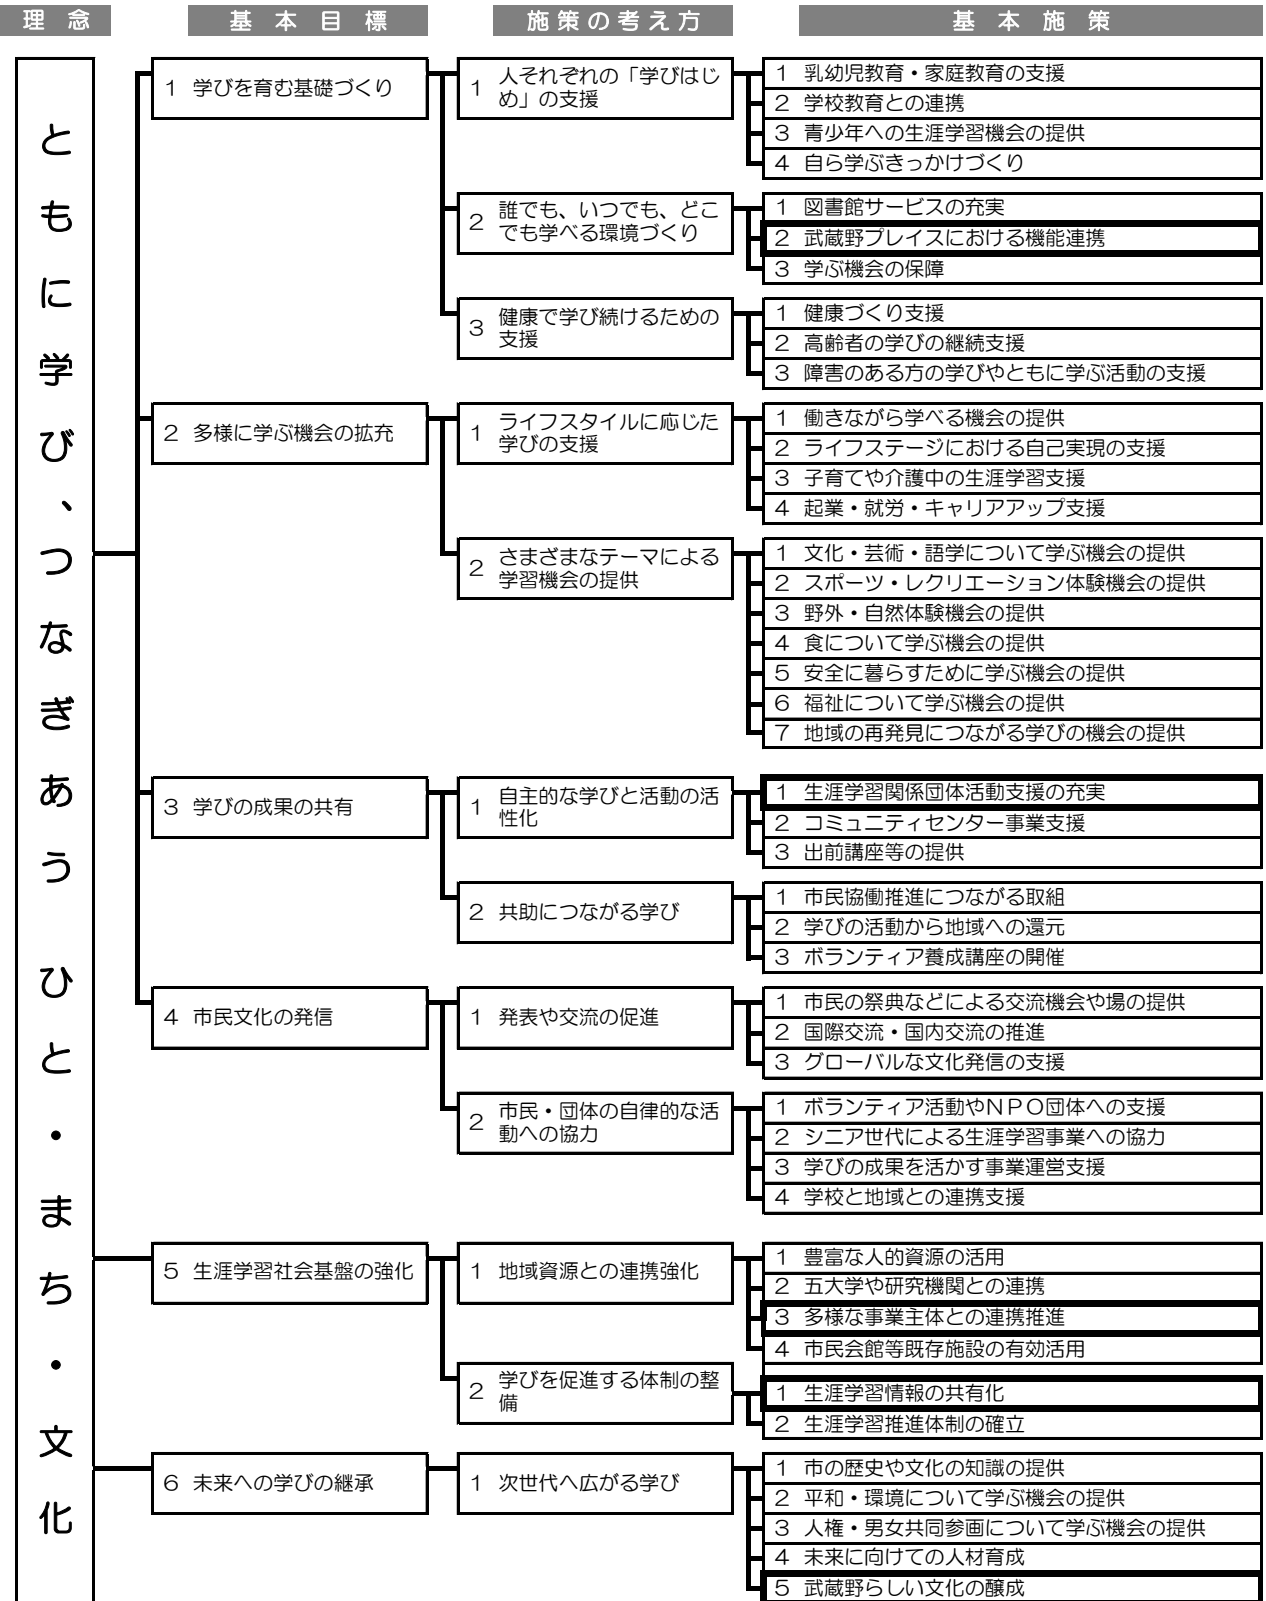 理念
基本目標
施策の考え方
基本施策
ともに学び、つなぎあう ひと・まち・文化
1 学びを育む基礎づくり
1 人それぞれの「学びはじ
め」の支援
1 乳幼児教育・家庭教育の支援
2 学校教育との連携
3 青少年への生涯学習機会の提供
4 自ら学ぶきっかけづくり
2 誰でも、いつでも、どこ
でも学べる環境づくり
1 図書館サービスの充実
2 武蔵野プレイスにおける機能連携
3 学ぶ機会の保障
3 健康で学び続けるための
支援
1 健康づくり支援
2 高齢者の学びの継続支援
3 障害のある方の学びやともに学ぶ活動の支援
2 多様に学ぶ機会の拡充
1 ライフスタイルに応じた
学びの支援
1 働きながら学べる機会の提供
2 ライフステージにおける自己実現の支援
3 子育てや介護中の生涯学習支援
4 起業・就労・キャリアアップ支援
2 さまざまなテーマによる
学習機会の提供
1 文化・芸術・語学について学ぶ機会の提供
2 スポーツ・レクリエーション体験機会の提供
3 野外・自然体験機会の提供
4 食について学ぶ機会の提供
5 安全に暮らすために学ぶ機会の提供
6 福祉について学ぶ機会の提供
7 地域の再発見につながる学びの機会の提供
3 学びの成果の共有
1 自主的な学びと活動の活
性化
1 生涯学習関係団体活動支援の充実
2 コミュニティセンター事業支援
3 出前講座等の提供
2 共助につながる学び
1 市民協働推進につながる取組
2 学びの活動から地域への還元
3 ボランティア養成講座の開催
4 市民文化の発信
1 発表や交流の促進
1 市民の祭典などによる交流機会や場の提供
2 国際交流・国内交流の推進
3 グローバルな文化発信の支援
2 市民・団体の自律的な活
動への協力
1 ボランティア活動やNPO団体への支援
2 シニア世代による生涯学習事業への協力
3 学びの成果を活かす事業運営支援
4 学校と地域との連携支援
5 生涯学習社会基盤の強化
1 地域資源との連携強化
1 豊富な人的資源の活用
2 五大学や研究機関との連携
3 多様な事業主体との連携推進
4 市民会館等既存施設の有効活用
2 学びを促進する体制の整
備
1 生涯学習情報の共有化
2 生涯学習推進体制の確立
6 未来への学びの継承
1 次世代へ広がる学び
1 市の歴史や文化の知識の提供
2 平和・環境について学ぶ機会の提供
3 人権・男女共同参画について学ぶ機会の提供
4 未来に向けての人材育成
5 武蔵野らしい文化の醸成